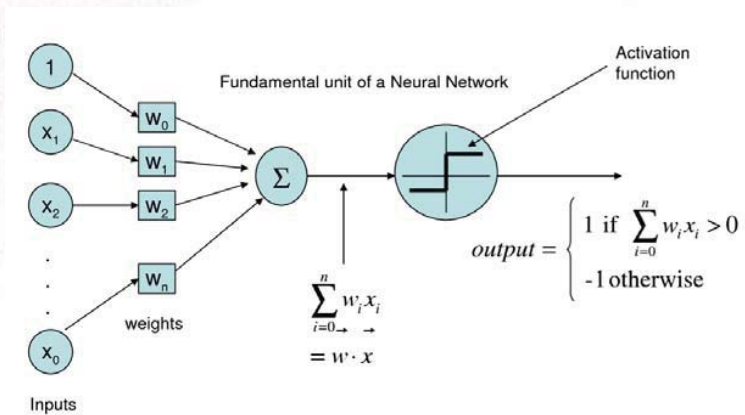 Fundamental unit of a Neural Network
Activation
function
1
x₁
x₂
.
.
.
x₀
Inputs
w₀
w₁
w₂
wₙ
weights
Σ
n
∑ wᵢxᵢ
i=0
= w · x
output = { 1 if ∑ⁿᵢ₌₀ wᵢxᵢ > 0
-1 otherwise